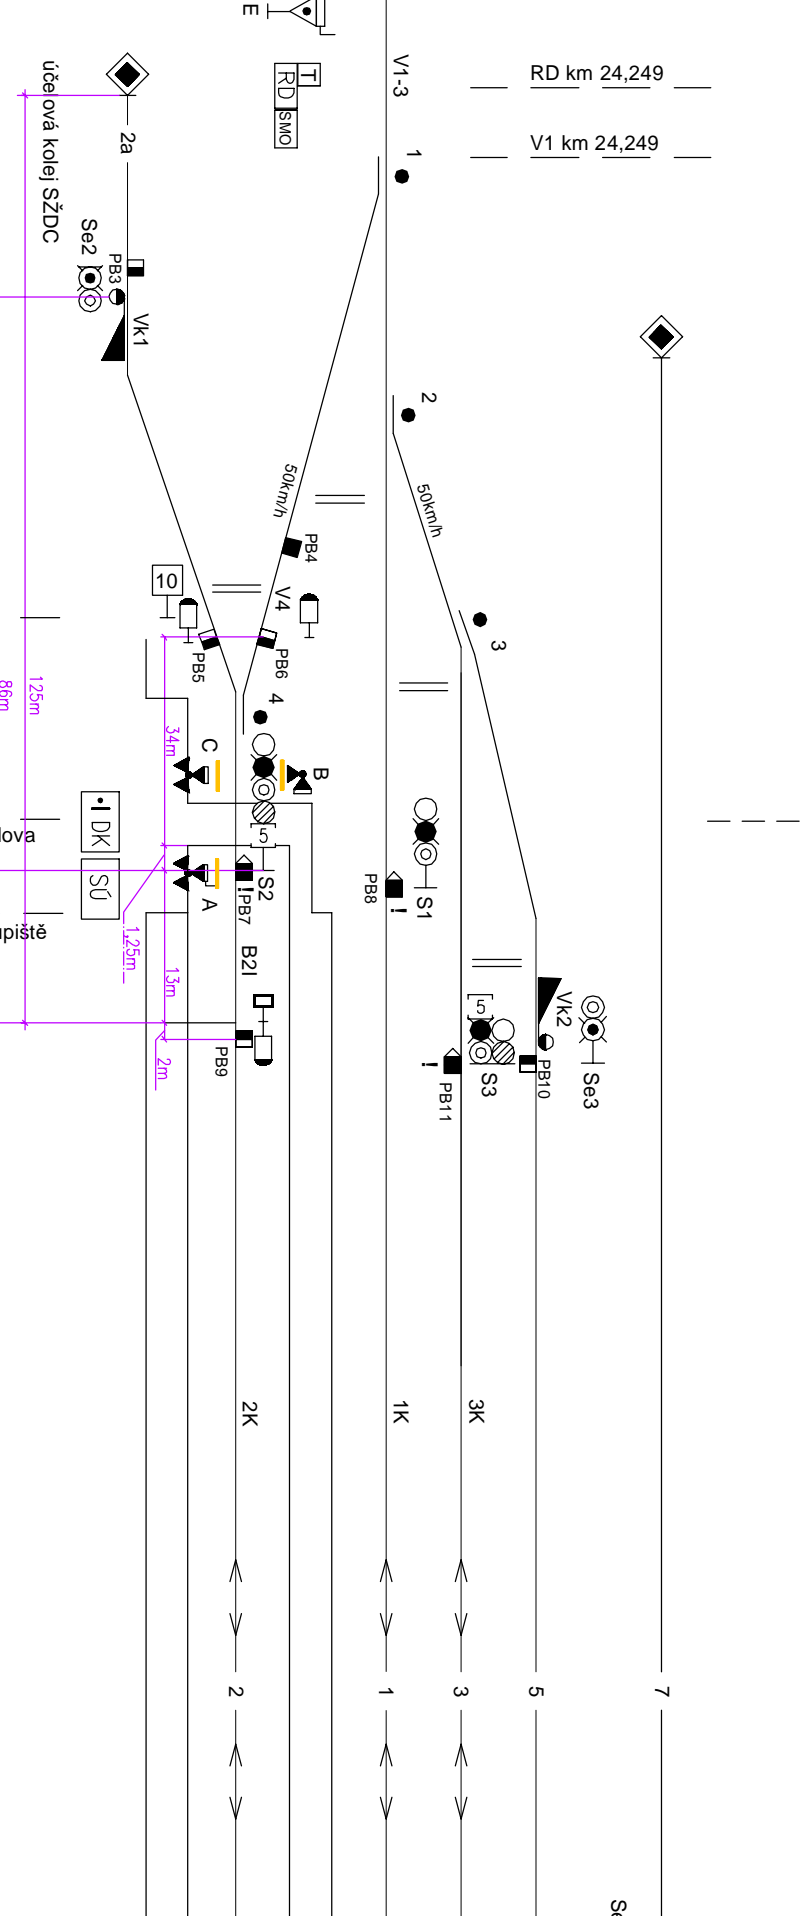 E
T
RD
SMO
V1-3
RD km 24,249
V1 km 24,249
1
účelová kolej SŽDC
2a
Se2
PB3
Vk1
2
50km/h
50km/h
PB4
V4
10
PB5
PB6
3
4
125m
86m
34m
C
B
DK
SÚ
5
A
S2
!
PB7
PB8
!
S1
1,25m
13m
2m
B2l
PB9
5
Vk2
S3
!
PB11
PB10
Se3
2K
1K
3K
2
1
3
5
7